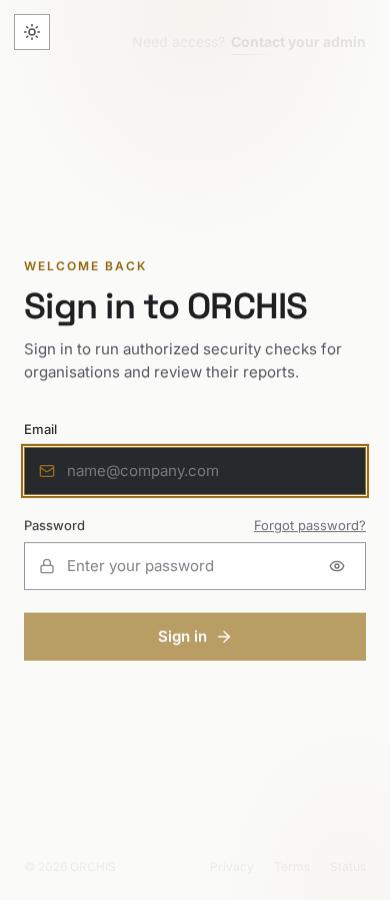 Need access? Contact your admin
WELCOME BACK
Sign in to ORCHIS
Sign in to run authorized security checks for
organisations and review their reports.
Email
name@company.com
Password Forgot password?
Enter your password
Sign in
© 2026 ORCHIS Privacy Terms Status